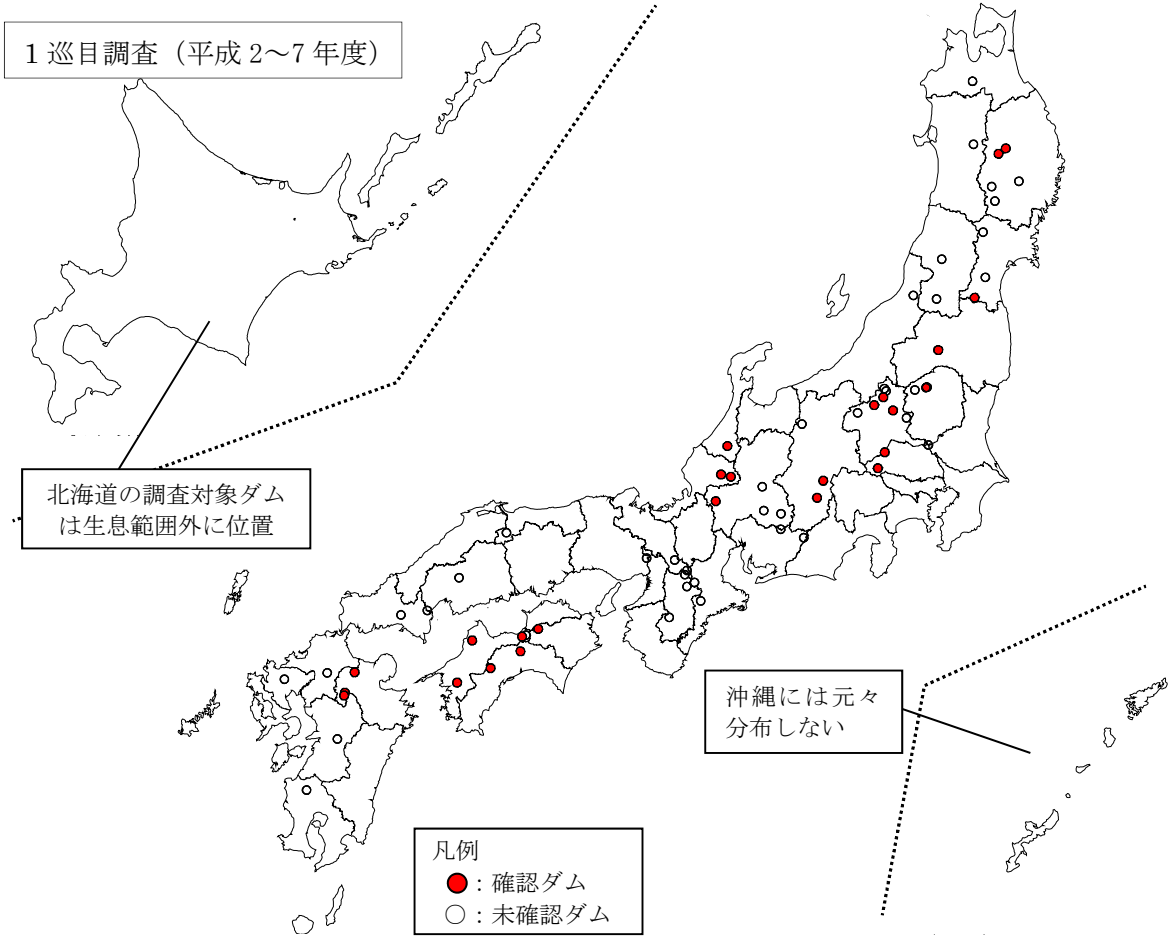 １巡目調査（平成 2～7 年度）
北海道の調査対象ダム
は生息範囲外に位置
沖縄には元々
分布しない
凡例
●：確認ダム
○：未確認ダム